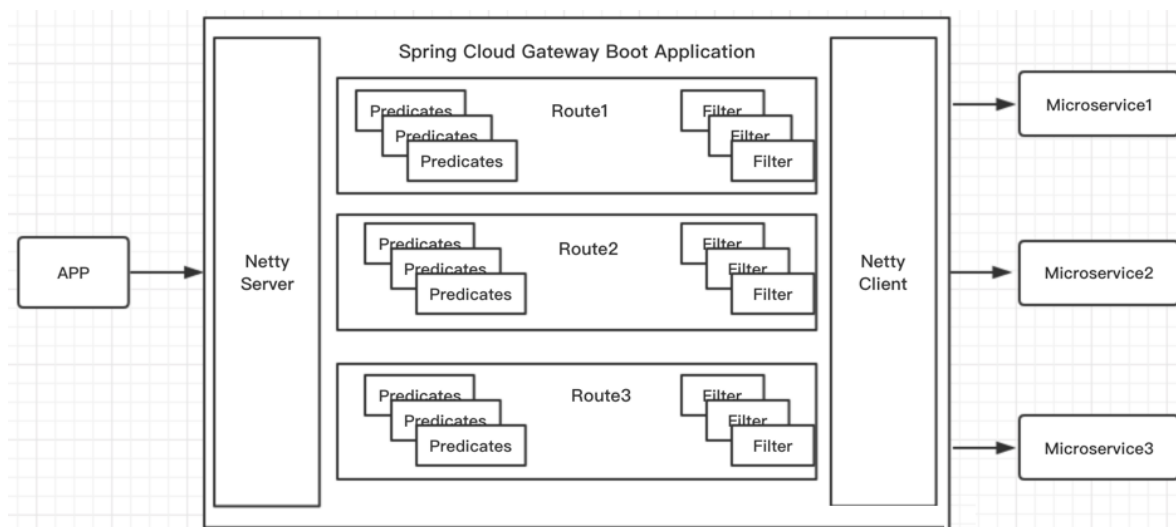 Spring Cloud Gateway Boot Application
Predicates
Predicates
Predicates
Route1
Filter
Filter
Filter
Predicates
Predicates
Predicates
Route2
Filter
Filter
Filter
Predicates
Predicates
Predicates
Route3
Filter
Filter
Filter
APP
Netty
Server
Netty
Client
Microservice1
Microservice2
Microservice3